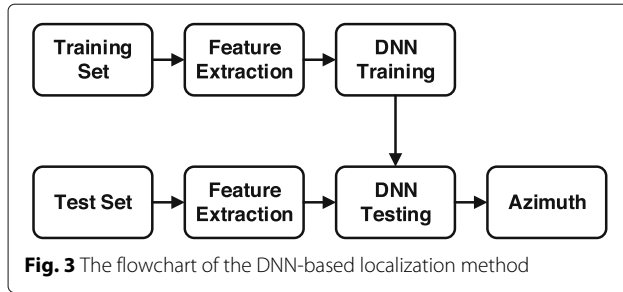 Training
Set
Feature
Extraction
DNN
Training
Test Set
Feature
Extraction
DNN
Testing
Azimuth
Fig. 3 The flowchart of the DNN-based localization method